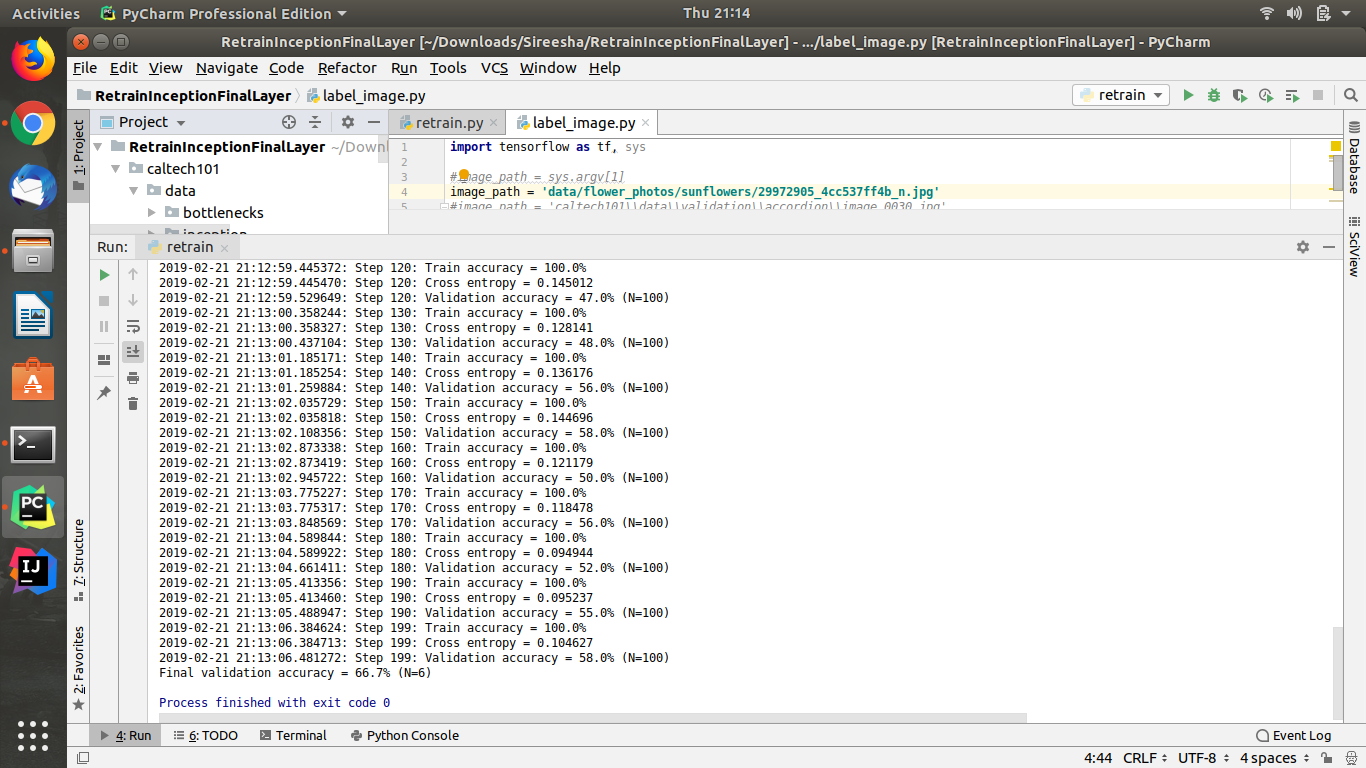 Activities PyCharm Professional Edition Thu 21:14
RetrainInceptionFinalLayer [~/Downloads/Sireesha/RetrainInceptionFinalLayer] - .../label_image.py [RetrainInceptionFinalLayer] - PyCharm
File Edit View Navigate Code Refactor Run Tools VCS Window Help
RetrainInceptionFinalLayer label_image.py retrain
Project retrain.py label_image.py
1: Project
RetrainInceptionFinalLayer ~/Down
caltech101
data
bottlenecks
inception
1 import tensorflow as tf, sys
2
3 #image_path = sys.argv[1]
4 image_path = 'data/flower_photos/sunflowers/29972905_4cc537ff4b_n.jpg'
5 #image_path = 'caltech101\\data\\validation\\accordion\\image_0030.jpg'
Database
SciView
Run: retrain
2019-02-21 21:12:59.445372: Step 120: Train accuracy = 100.0%
2019-02-21 21:12:59.445470: Step 120: Cross entropy = 0.145012
2019-02-21 21:12:59.529649: Step 120: Validation accuracy = 47.0% (N=100)
2019-02-21 21:13:00.358244: Step 130: Train accuracy = 100.0%
2019-02-21 21:13:00.358327: Step 130: Cross entropy = 0.128141
2019-02-21 21:13:00.437104: Step 130: Validation accuracy = 48.0% (N=100)
2019-02-21 21:13:01.185171: Step 140: Train accuracy = 100.0%
2019-02-21 21:13:01.185254: Step 140: Cross entropy = 0.136176
2019-02-21 21:13:01.259884: Step 140: Validation accuracy = 56.0% (N=100)
2019-02-21 21:13:02.035729: Step 150: Train accuracy = 100.0%
2019-02-21 21:13:02.035818: Step 150: Cross entropy = 0.144696
2019-02-21 21:13:02.108356: Step 150: Validation accuracy = 58.0% (N=100)
2019-02-21 21:13:02.873338: Step 160: Train accuracy = 100.0%
2019-02-21 21:13:02.873419: Step 160: Cross entropy = 0.121179
2019-02-21 21:13:02.945722: Step 160: Validation accuracy = 50.0% (N=100)
2019-02-21 21:13:03.775227: Step 170: Train accuracy = 100.0%
2019-02-21 21:13:03.775317: Step 170: Cross entropy = 0.118478
2019-02-21 21:13:03.848569: Step 170: Validation accuracy = 56.0% (N=100)
2019-02-21 21:13:04.589844: Step 180: Train accuracy = 100.0%
2019-02-21 21:13:04.589922: Step 180: Cross entropy = 0.094944
2019-02-21 21:13:04.661411: Step 180: Validation accuracy = 52.0% (N=100)
2019-02-21 21:13:05.413356: Step 190: Train accuracy = 100.0%
2019-02-21 21:13:05.413460: Step 190: Cross entropy = 0.095237
2019-02-21 21:13:05.488947: Step 190: Validation accuracy = 55.0% (N=100)
2019-02-21 21:13:06.384624: Step 199: Train accuracy = 100.0%
2019-02-21 21:13:06.384713: Step 199: Cross entropy = 0.104627
2019-02-21 21:13:06.481272: Step 199: Validation accuracy = 58.0% (N=100)
Final validation accuracy = 66.7% (N=6)
Process finished with exit code 0
7: Structure
2: Favorites
4: Run 6: TODO Terminal Python Console Event Log
4:44 CRLF UTF-8 4 spaces
PC
IJ